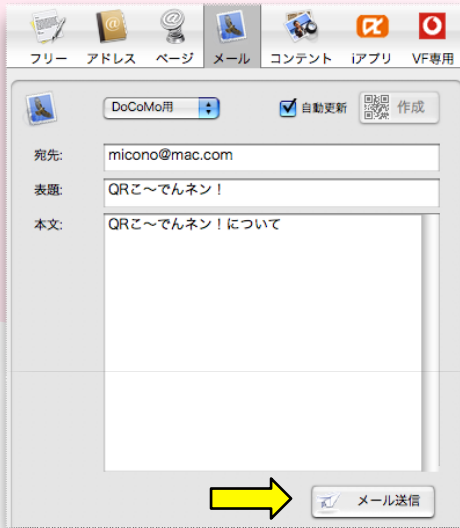 フリー アドレス ページ メール コンテント iアプリ VF専用
DoCoMo用 自動更新 作成
宛先: micono@mac.com
表題: QRこ〜でんネン！
本文: QRこ〜でんネン！について
メール送信